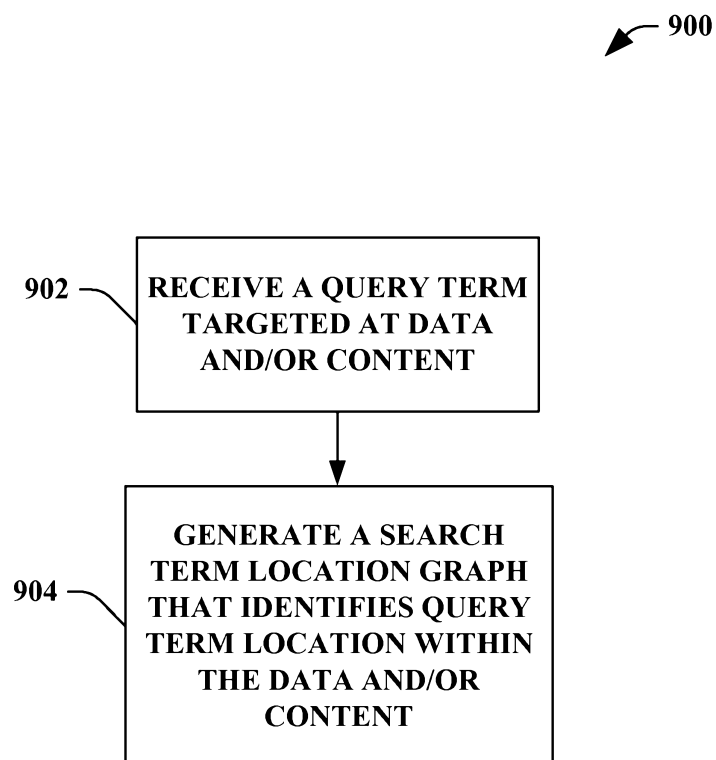 900
902
RECEIVE A QUERY TERM
TARGETED AT DATA
AND/OR CONTENT
904
GENERATE A SEARCH
TERM LOCATION GRAPH
THAT IDENTIFIES QUERY
TERM LOCATION WITHIN
THE DATA AND/OR
CONTENT